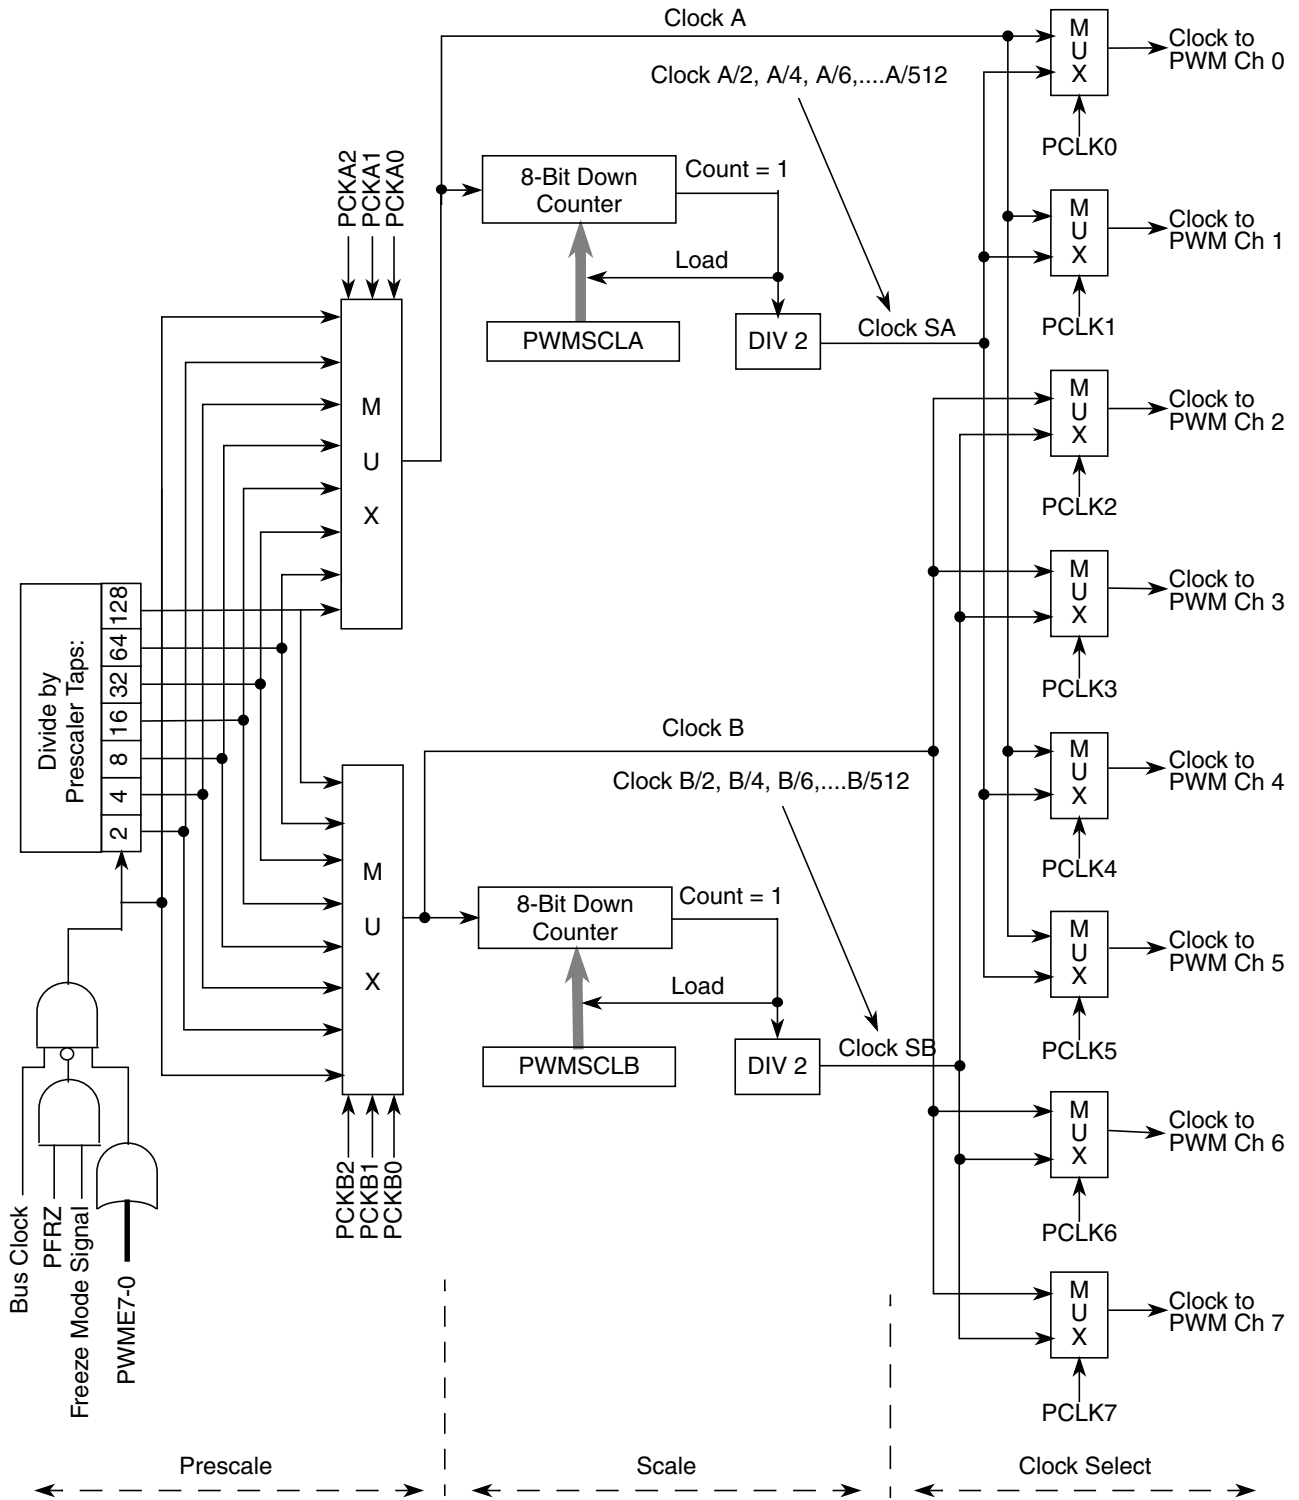 Clock A
Clock A/2, A/4, A/6,....A/512
M
U
X
Clock to
PWM Ch 0
PCLK0
PCKA2
PCKA1
PCKA0
8-Bit Down
Counter
Count = 1
Load
PWMSCLA
DIV 2
Clock SA
M
U
X
Clock to
PWM Ch 1
PCLK1
M
U
X
M
U
X
Clock to
PWM Ch 2
PCLK2
M
U
X
Clock to
PWM Ch 3
PCLK3
Divide by
Prescaler Taps:
128
64
32
16
8
4
2
Clock B
Clock B/2, B/4, B/6,....B/512
M
U
X
Clock to
PWM Ch 4
PCLK4
M
U
X
8-Bit Down
Counter
Count = 1
Load
PWMSCLB
DIV 2
Clock SB
M
U
X
Clock to
PWM Ch 5
PCLK5
PCKB2
PCKB1
PCKB0
M
U
X
Clock to
PWM Ch 6
PCLK6
Bus Clock
PFRZ
Freeze Mode Signal
PWME7-0
M
U
X
Clock to
PWM Ch 7
PCLK7
Prescale
Scale
Clock Select